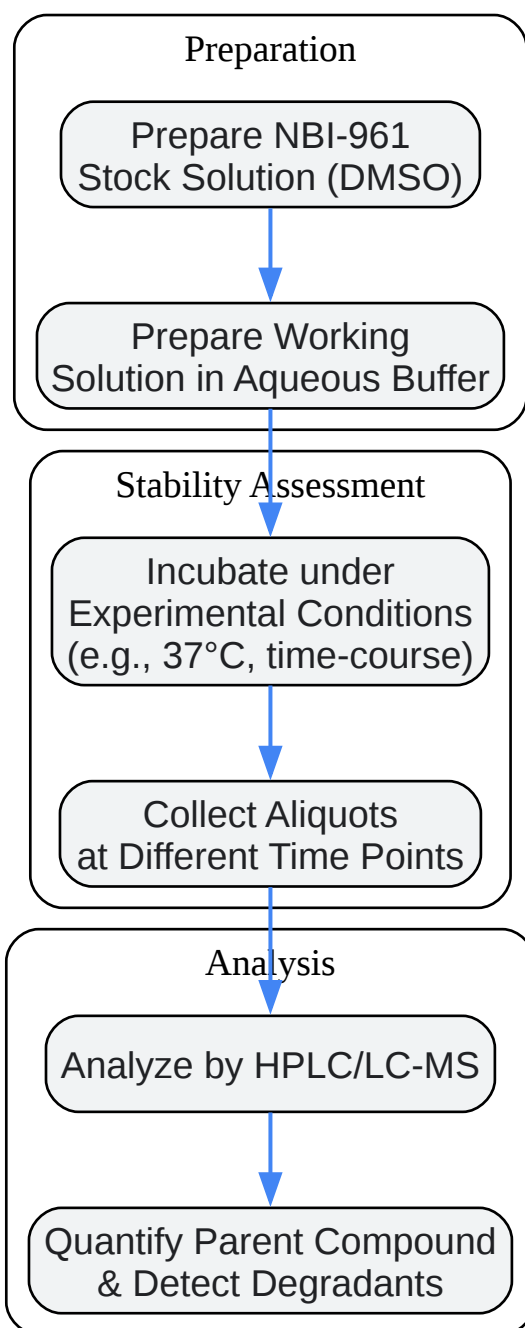 Preparation
Prepare NBI-961
Stock Solution (DMSO)
Prepare Working
Solution in Aqueous Buffer
Stability Assessment
Incubate under
Experimental Conditions
(e.g., 37°C, time-course)
Collect Aliquots
at Different Time Points
Analysis
Analyze by HPLC/LC-MS
Quantify Parent Compound
& Detect Degradants